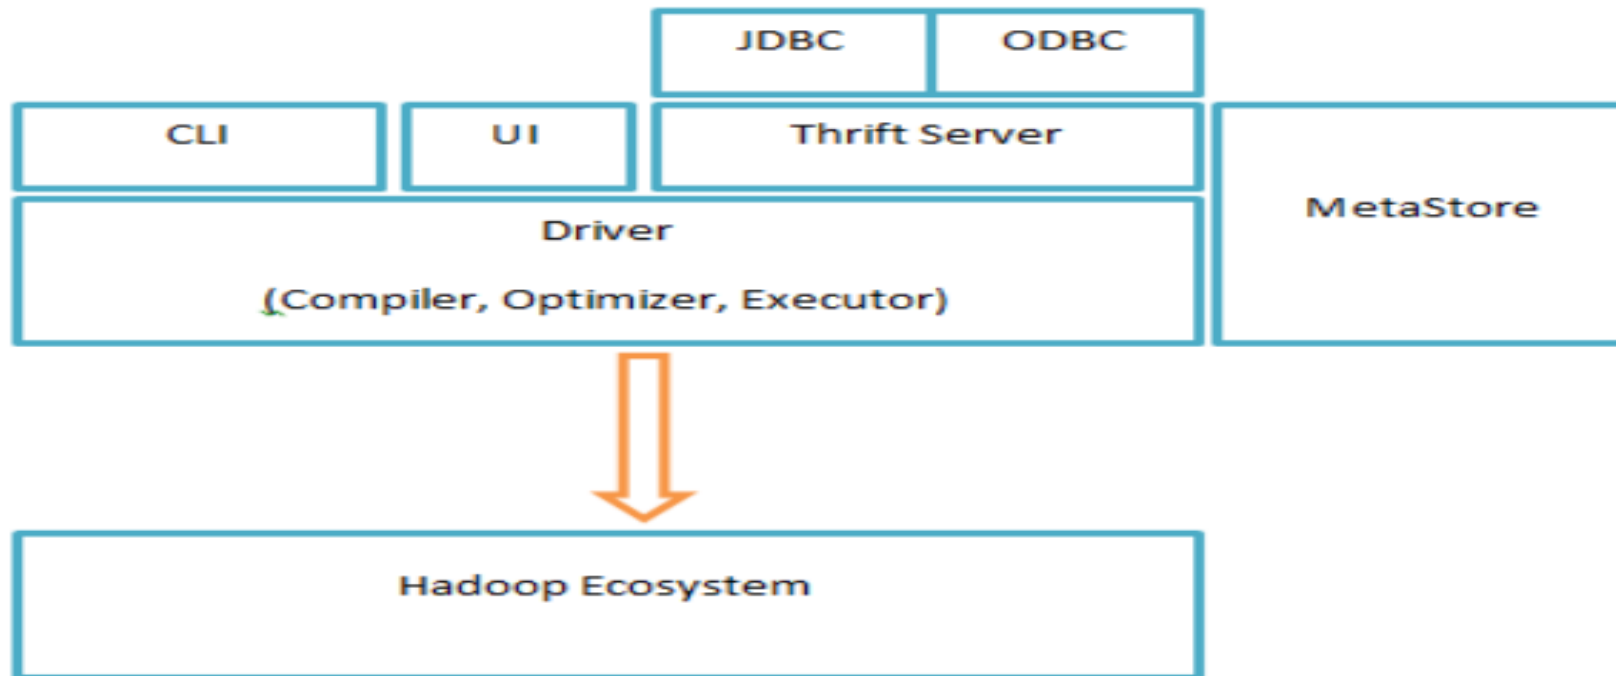 JDBC
ODBC
CLI
UI
Thrift Server
MetaStore
Driver
(Compiler, Optimizer, Executor)
Hadoop Ecosystem